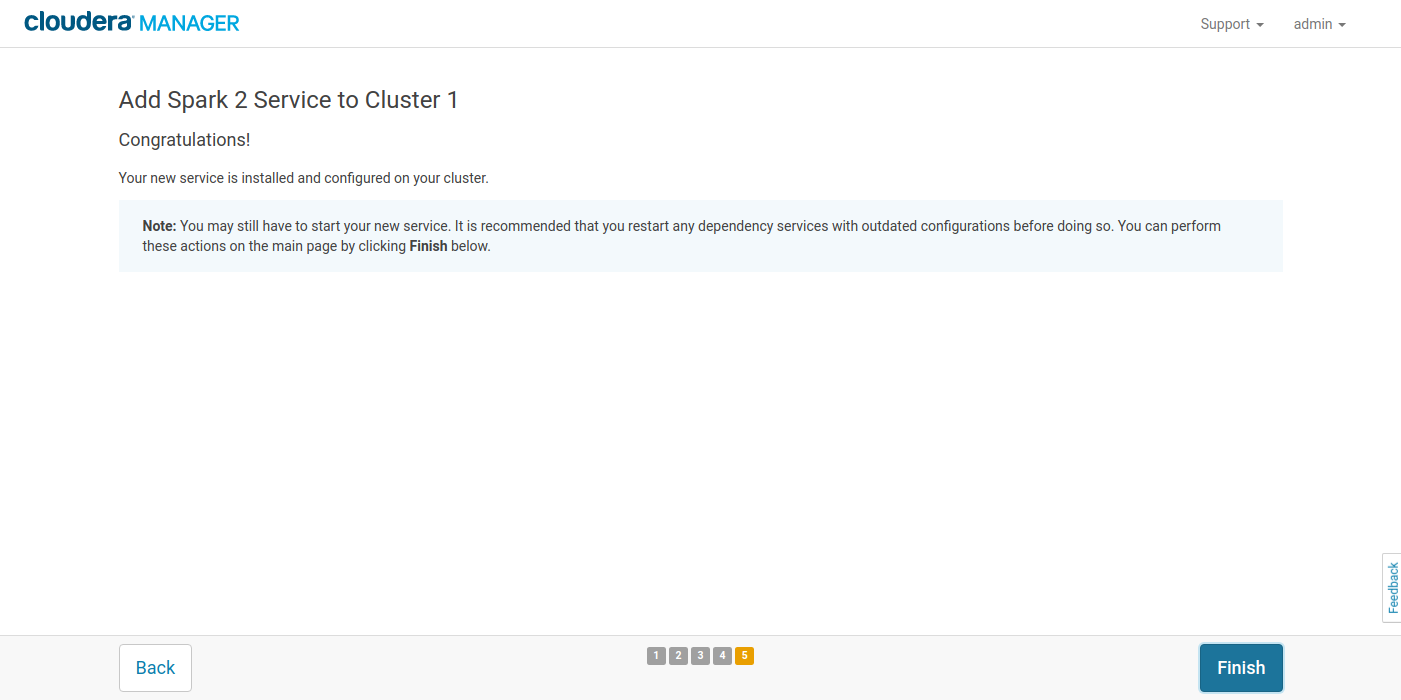 cloudera MANAGER
Support
admin
Add Spark 2 Service to Cluster 1
Congratulations!
Your new service is installed and configured on your cluster.
Note: You may still have to start your new service. It is recommended that you restart any dependency services with outdated configurations before doing so. You can perform
these actions on the main page by clicking Finish below.
Feedback
Back
1 2 3 4 5
Finish